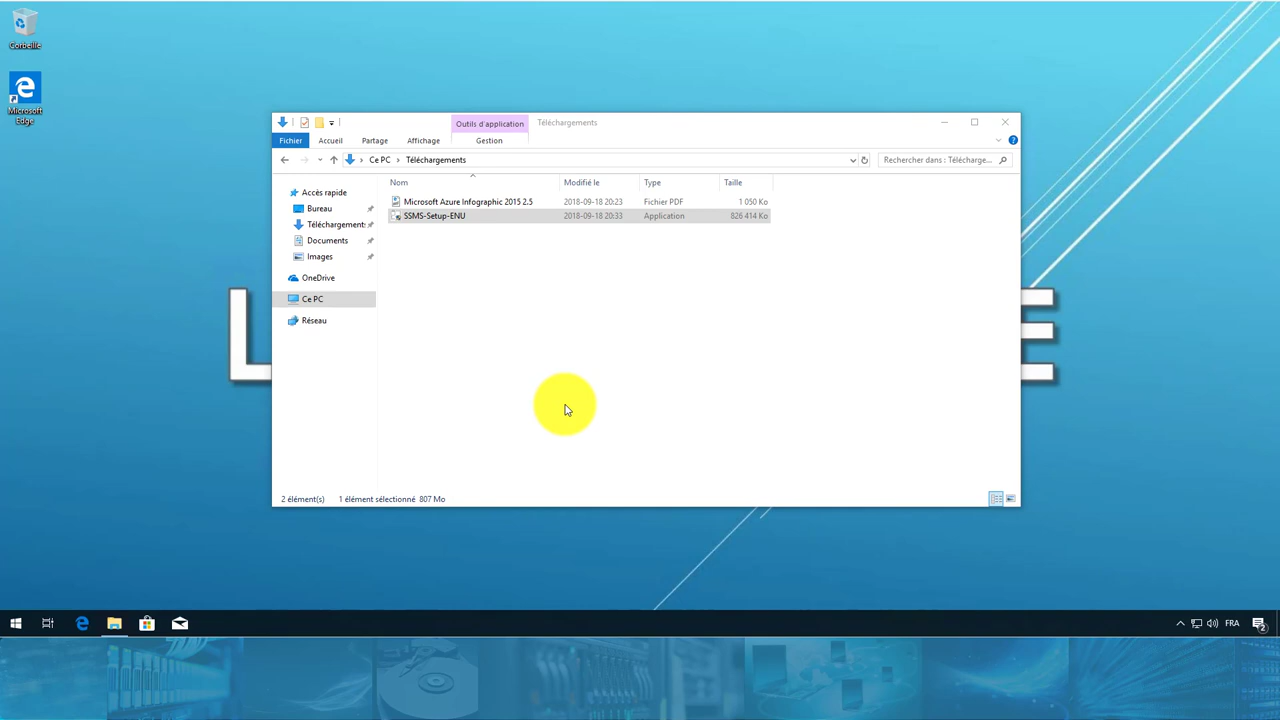 Corbeille
Microsoft
Edge
Outils d'application
Téléchargements
Fichier
Accueil
Partage
Affichage
Gestion
Ce PC
Téléchargements
Rechercher dans : Télécharge...
Nom
Modifié le
Type
Taille
Accès rapide
Bureau
Téléchargement
Documents
Images
OneDrive
Ce PC
Réseau
Microsoft Azure Infographic 2015 2.5 2018-09-18 20:23 Fichier PDF 1 050 Ko
SSMS-Setup-ENU 2018-09-18 20:33 Application 826 414 Ko
2 élément(s) 1 élément sélectionné 807 Mo
L E
FRA
2